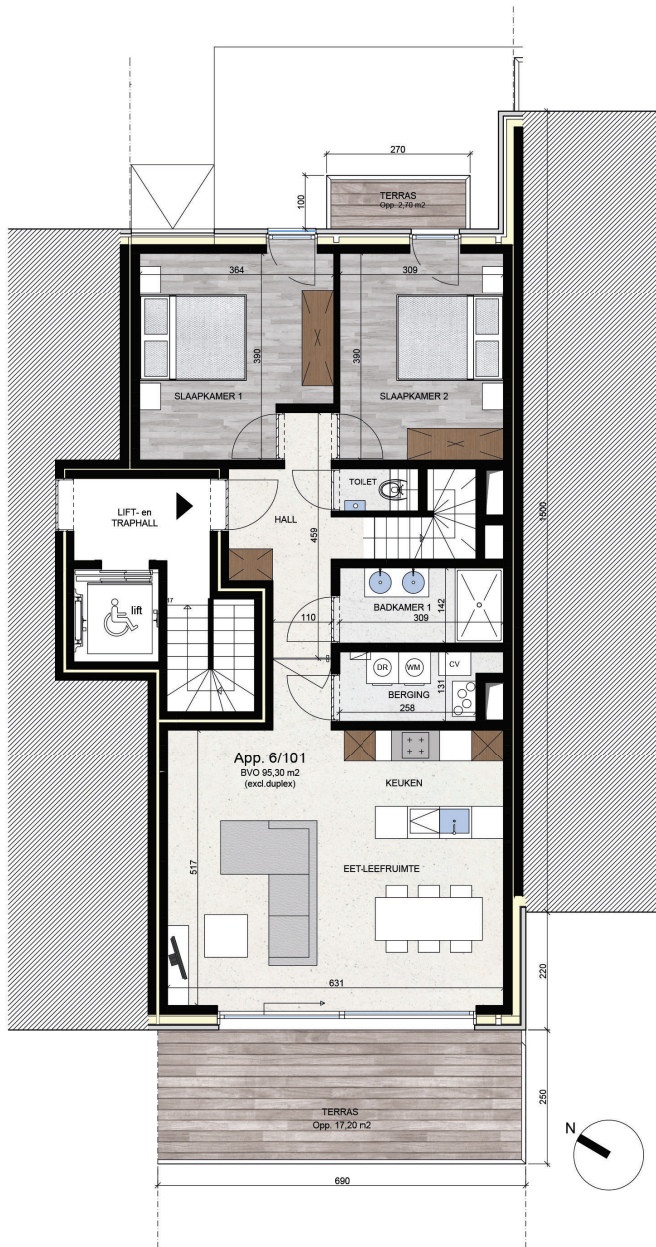 270
100
TERRAS
Opp. 2,70 m2
364
309
390
390
SLAAPKAMER 1
SLAAPKAMER 2
TOILET
LIFT- en
TRAPHALL
HALL
459
1500
lift
17
BADKAMER 1
142
110
309
DR
WM
CV
131
BERGING
258
App. 6/101
BVO 95,30 m2
(excl.duplex)
KEUKEN
517
EET-LEEFRUIMTE
631
220
250
TERRAS
Opp. 17,20 m2
N
690